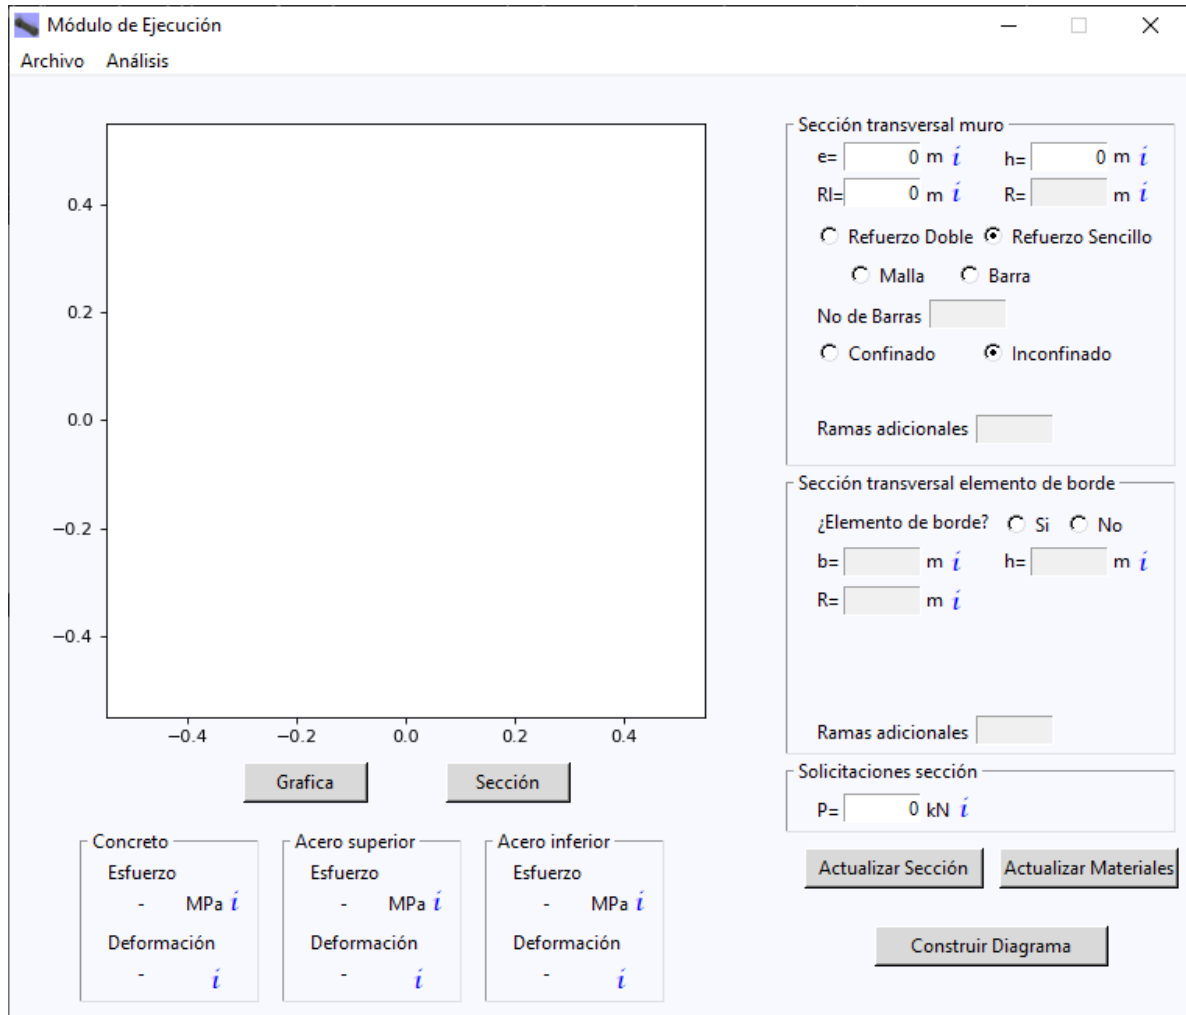 Módulo de Ejecución
Archivo Análisis
0.4
0.2
0.0
−0.2
−0.4
−0.4 −0.2 0.0 0.2 0.4
Grafica Sección
Concreto
Esfuerzo
- MPa i
Deformación
- i
Acero superior
Esfuerzo
- MPa i
Deformación
- i
Acero inferior
Esfuerzo
- MPa i
Deformación
- i
Sección transversal muro
e= 0 m i h= 0 m i
Rl= 0 m i R= m i
Refuerzo Doble Refuerzo Sencillo
Malla Barra
No de Barras
Confinado Inconfinado
Ramas adicionales
Sección transversal elemento de borde
¿Elemento de borde? Si No
b= m i h= m i
R= m i
Ramas adicionales
Solicitaciones sección
P= 0 kN i
Actualizar Sección Actualizar Materiales
Construir Diagrama